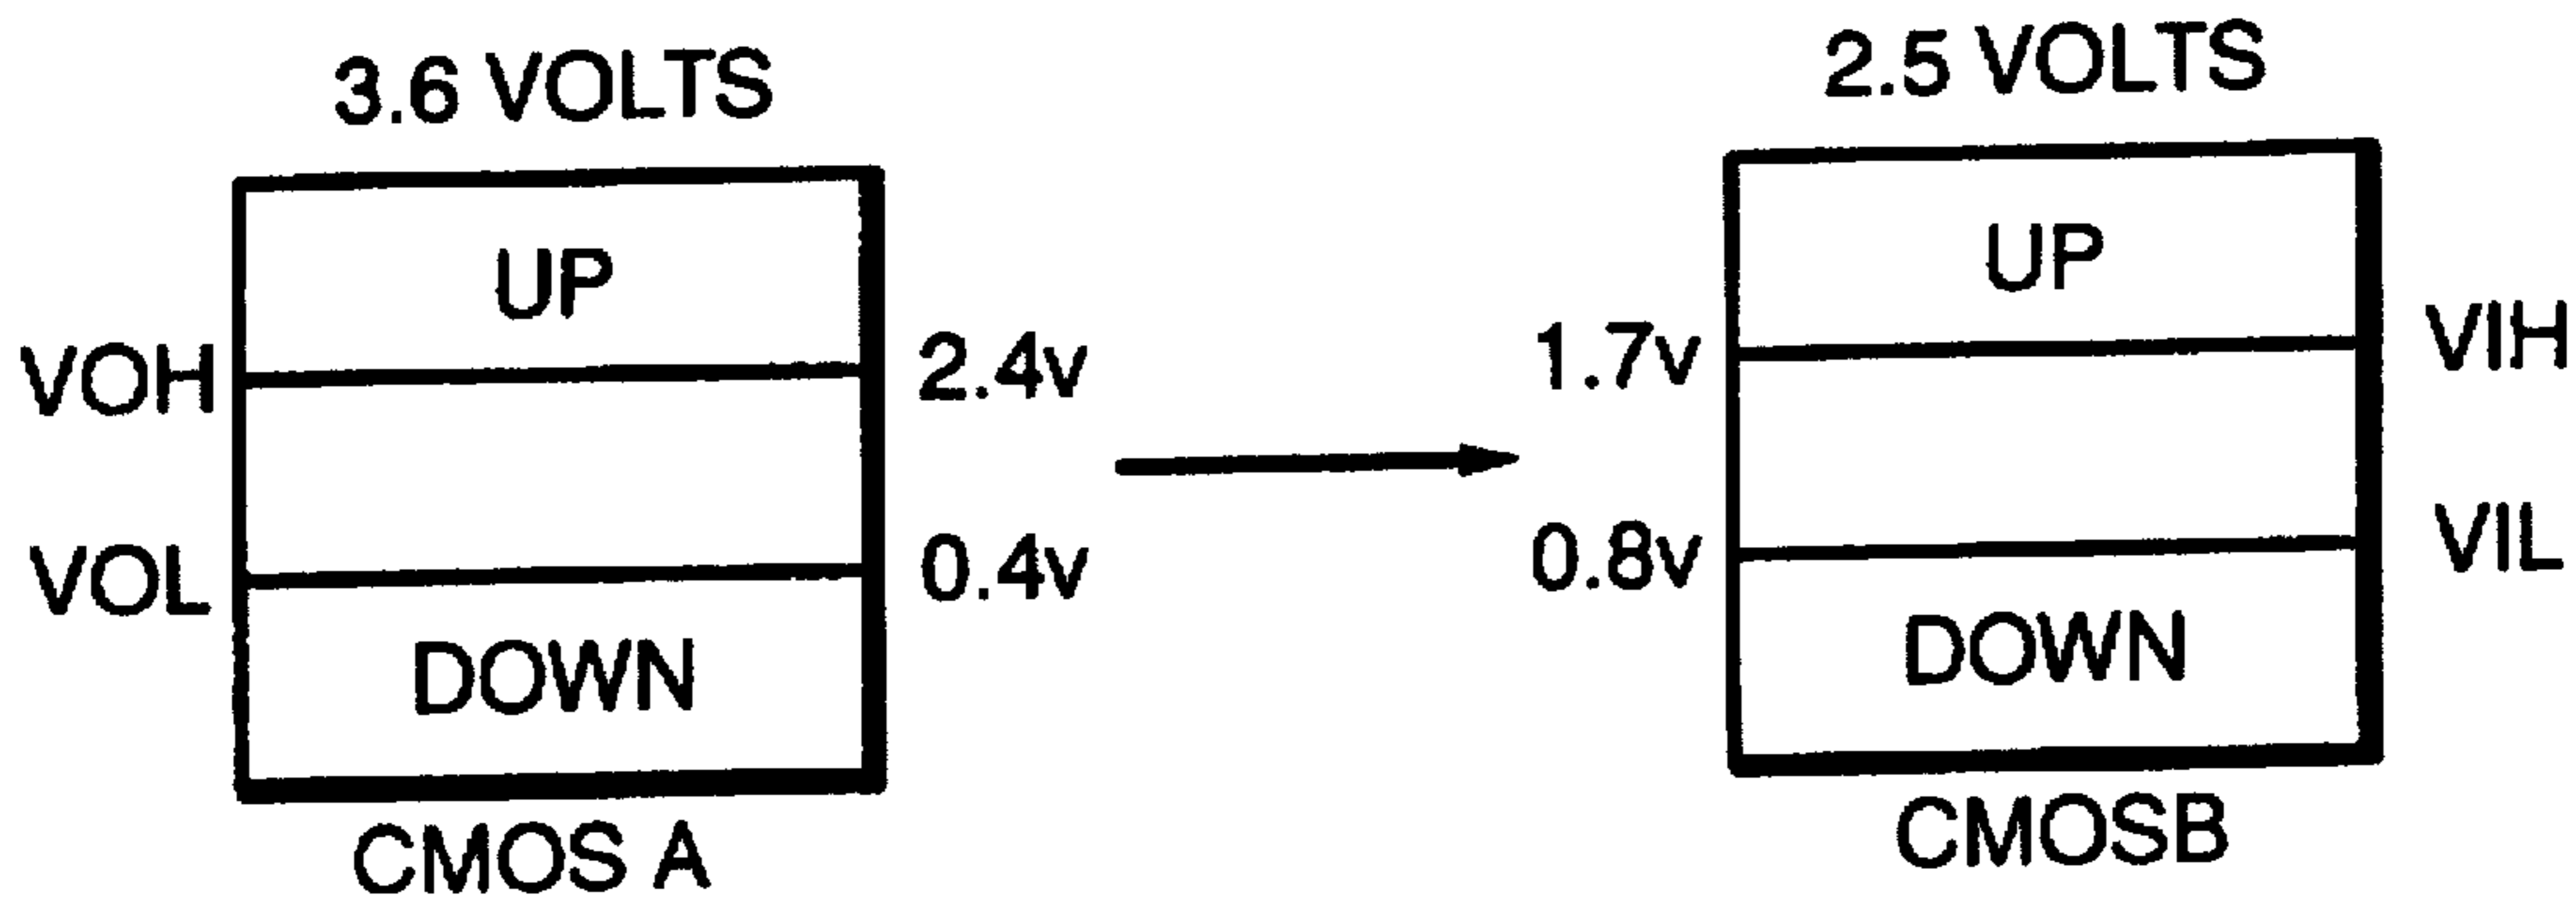 3.6 VOLTS
UP
VOH
2.4v
VOL
0.4v
DOWN
CMOS A
2.5 VOLTS
UP
1.7v
VIH
0.8v
VIL
DOWN
CMOSB